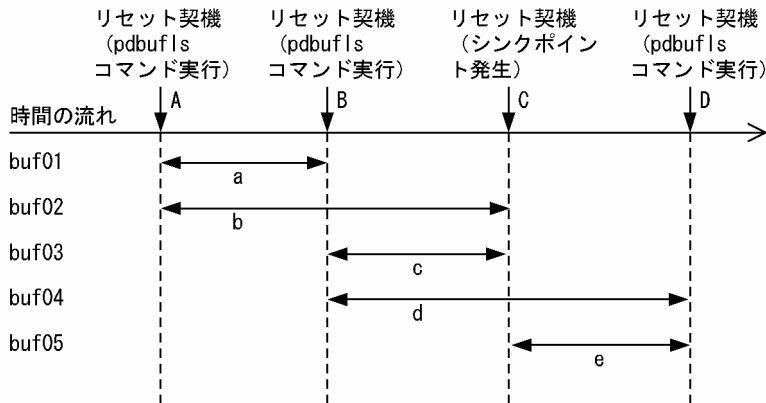 リセット契機
（pdbufls
コマンド実行）
リセット契機
（pdbufls
コマンド実行）
リセット契機
（シンクポイン
ト発生）
リセット契機
（pdbufls
コマンド実行）
A
B
C
D
時間の流れ
buf01
a
buf02
b
buf03
c
buf04
d
buf05
e